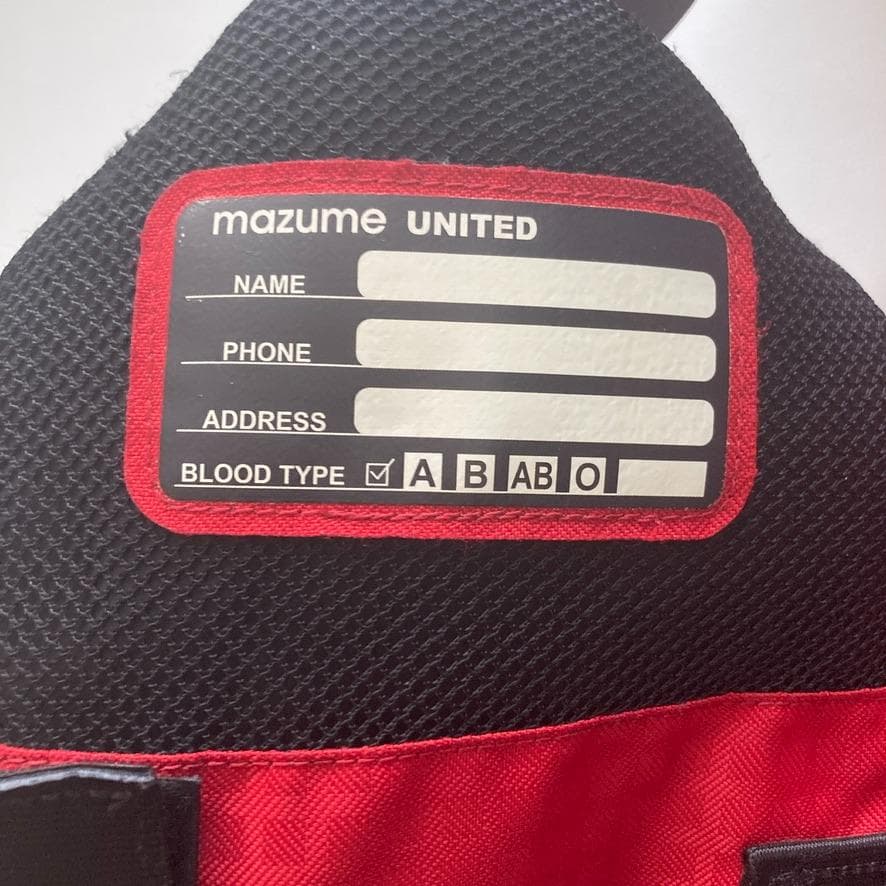 mazume UNITED
NAME
PHONE
ADDRESS
BLOOD TYPE ☑ A B AB O